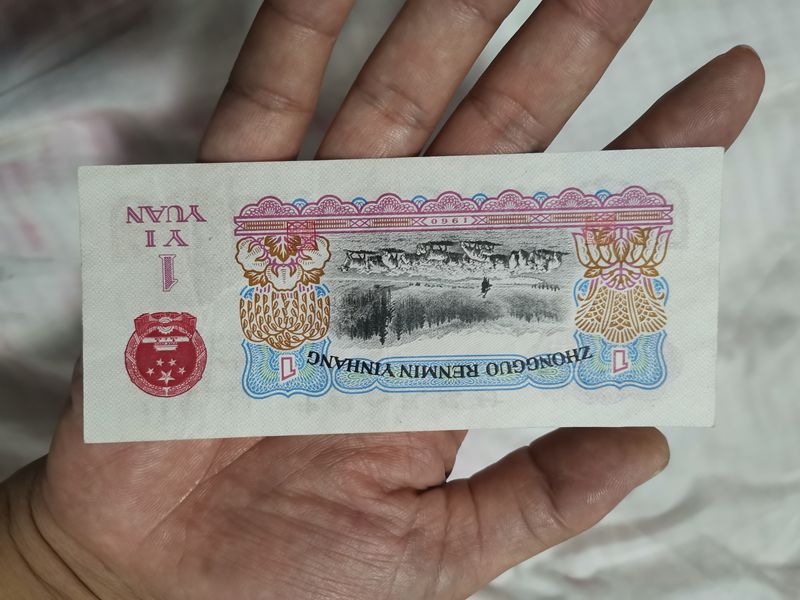 ZHONGGUO RENMIN YINHANG
1
1
1
YI
YUAN
1960